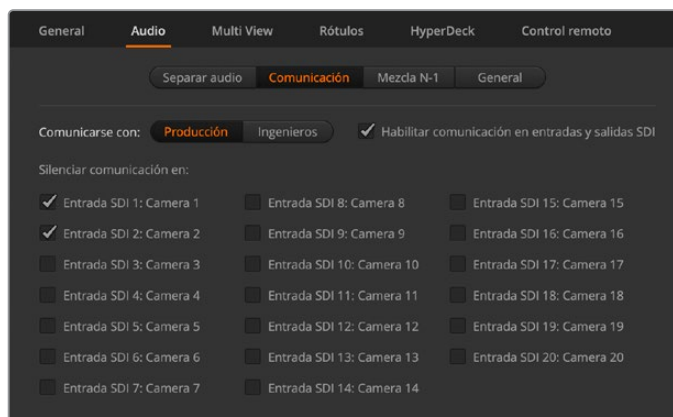 General Audio Multi View Rótulos HyperDeck Control remoto
Separar audio Comunicación Mezcla N-1 General
Comunicarse con: Producción Ingenieros Habilitar comunicación en entradas y salidas SDI
Silenciar comunicación en:
Entrada SDI 1: Camera 1 Entrada SDI 8: Camera 8 Entrada SDI 15: Camera 15
Entrada SDI 2: Camera 2 Entrada SDI 9: Camera 9 Entrada SDI 16: Camera 16
Entrada SDI 3: Camera 3 Entrada SDI 10: Camera 10 Entrada SDI 17: Camera 17
Entrada SDI 4: Camera 4 Entrada SDI 11: Camera 11 Entrada SDI 18: Camera 18
Entrada SDI 5: Camera 5 Entrada SDI 12: Camera 12 Entrada SDI 19: Camera 19
Entrada SDI 6: Camera 6 Entrada SDI 13: Camera 13 Entrada SDI 20: Camera 20
Entrada SDI 7: Camera 7 Entrada SDI 14: Camera 14